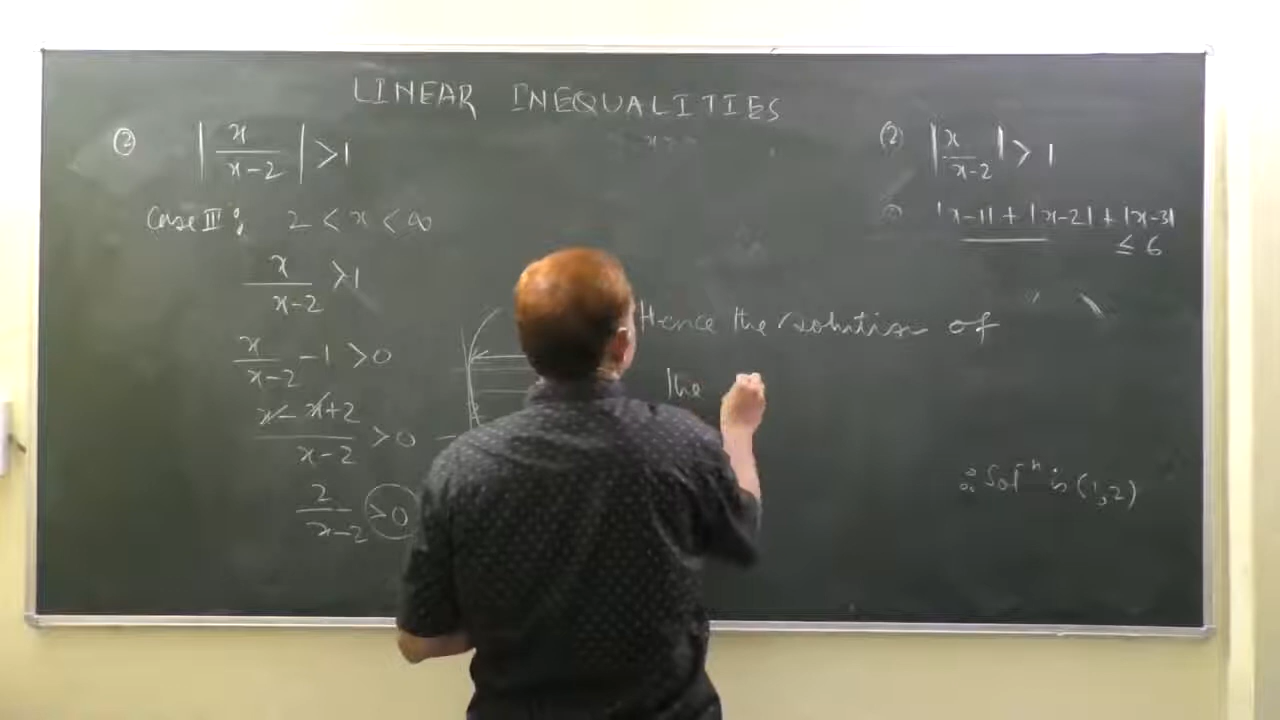 LINEAR INEQUALITIES
(2) | x / x-2 | > 1
Case III: 2 < x < ∞
x / x-2 > 1
x / x-2 - 1 > 0
x - x + 2 / x-2 > 0
2 / x-2 > 0
Hence the solution of
the
(2) | x / x-2 | > 1
|x-1| + |x-2| + |x-3|
≤ 6
∴ Solⁿ is (1,2)